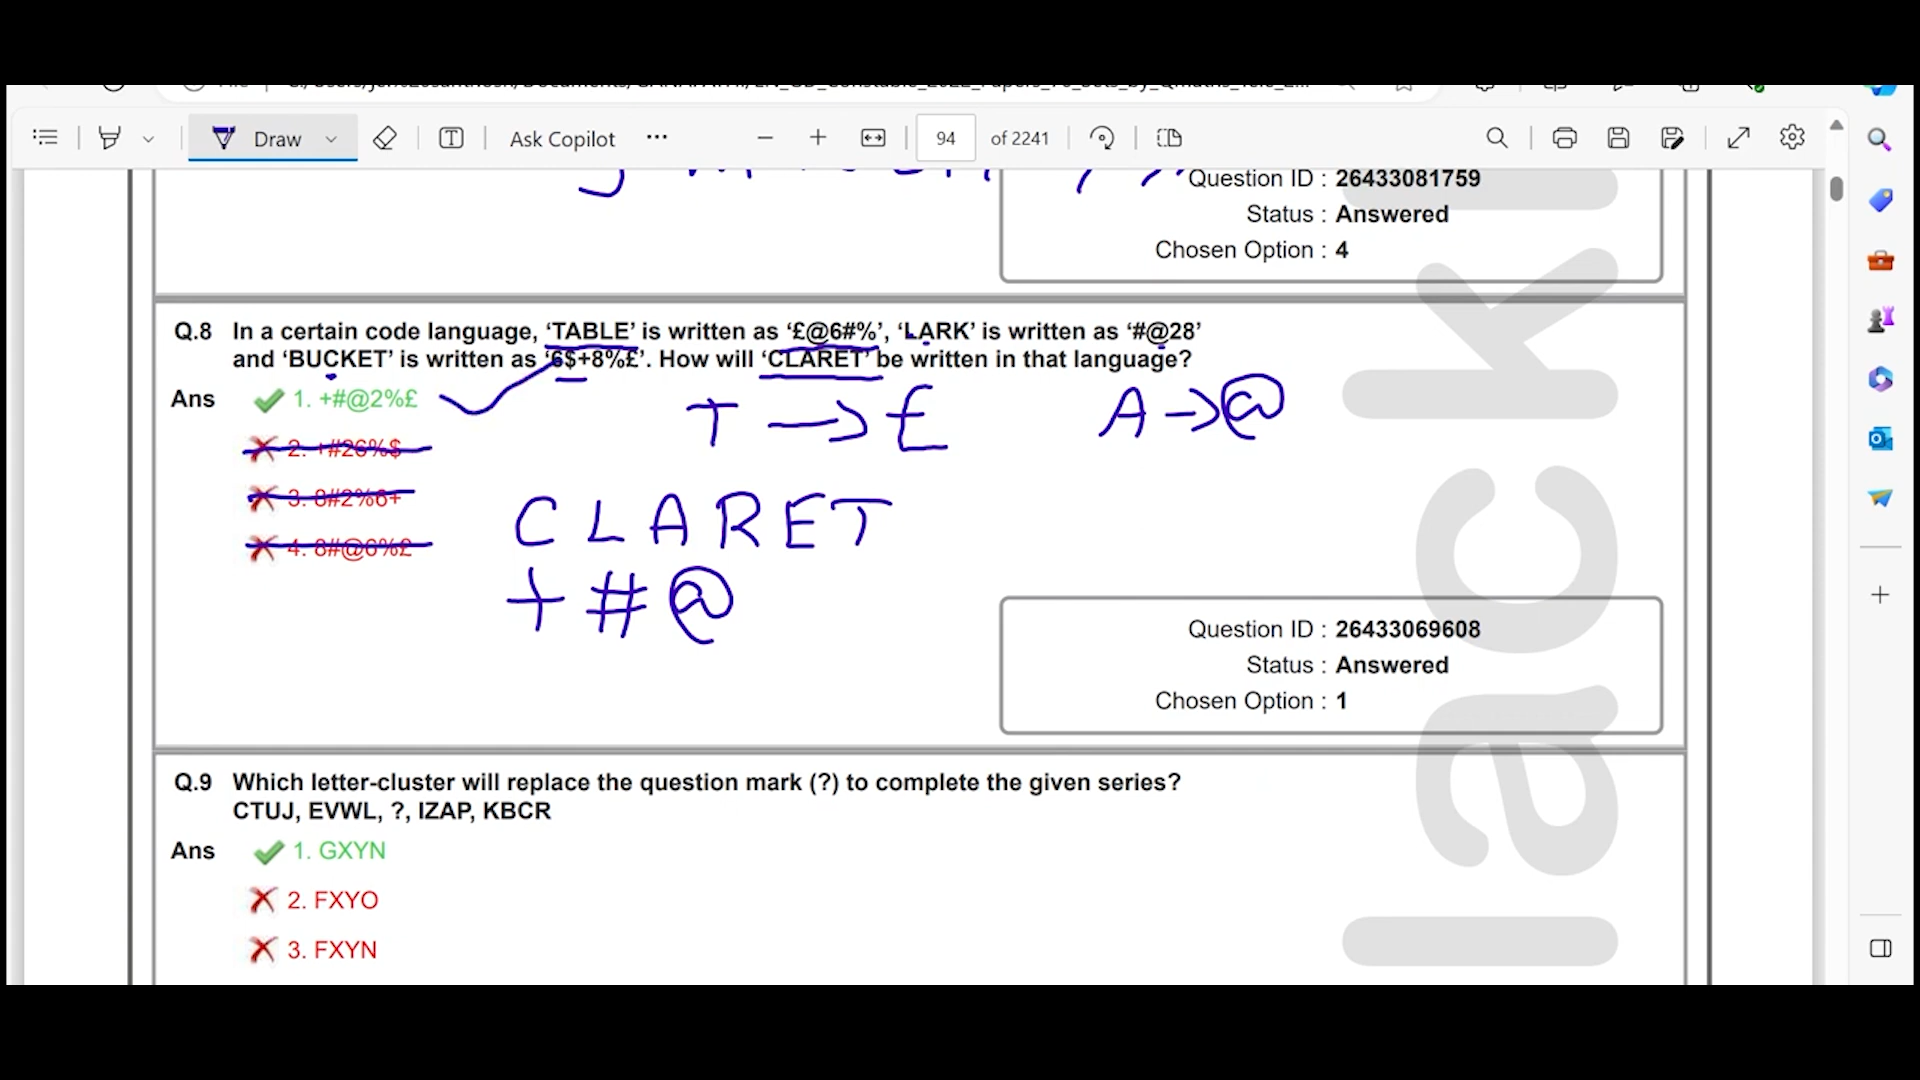 Draw
Ask Copilot
94 of 2241
Question ID : 26433081759
Status : Answered
Chosen Option : 4
Q.8 In a certain code language, ‘TABLE’ is written as ‘£@6#%’, ‘LARK’ is written as ‘#@28’
and ‘BUCKET’ is written as ‘6$+8%£’. How will ‘CLARET’ be written in that language?
Ans 1. +#@2%£
2. +#26%$
3. 8#2%6+
4. 8#@6%£
T → £ A → @
C L A R E T
+ # @
Question ID : 26433069608
Status : Answered
Chosen Option : 1
Q.9 Which letter-cluster will replace the question mark (?) to complete the given series?
CTUJ, EVWL, ?, IZAP, KBCR
Ans 1. GXYN
2. FXYO
3. FXYN